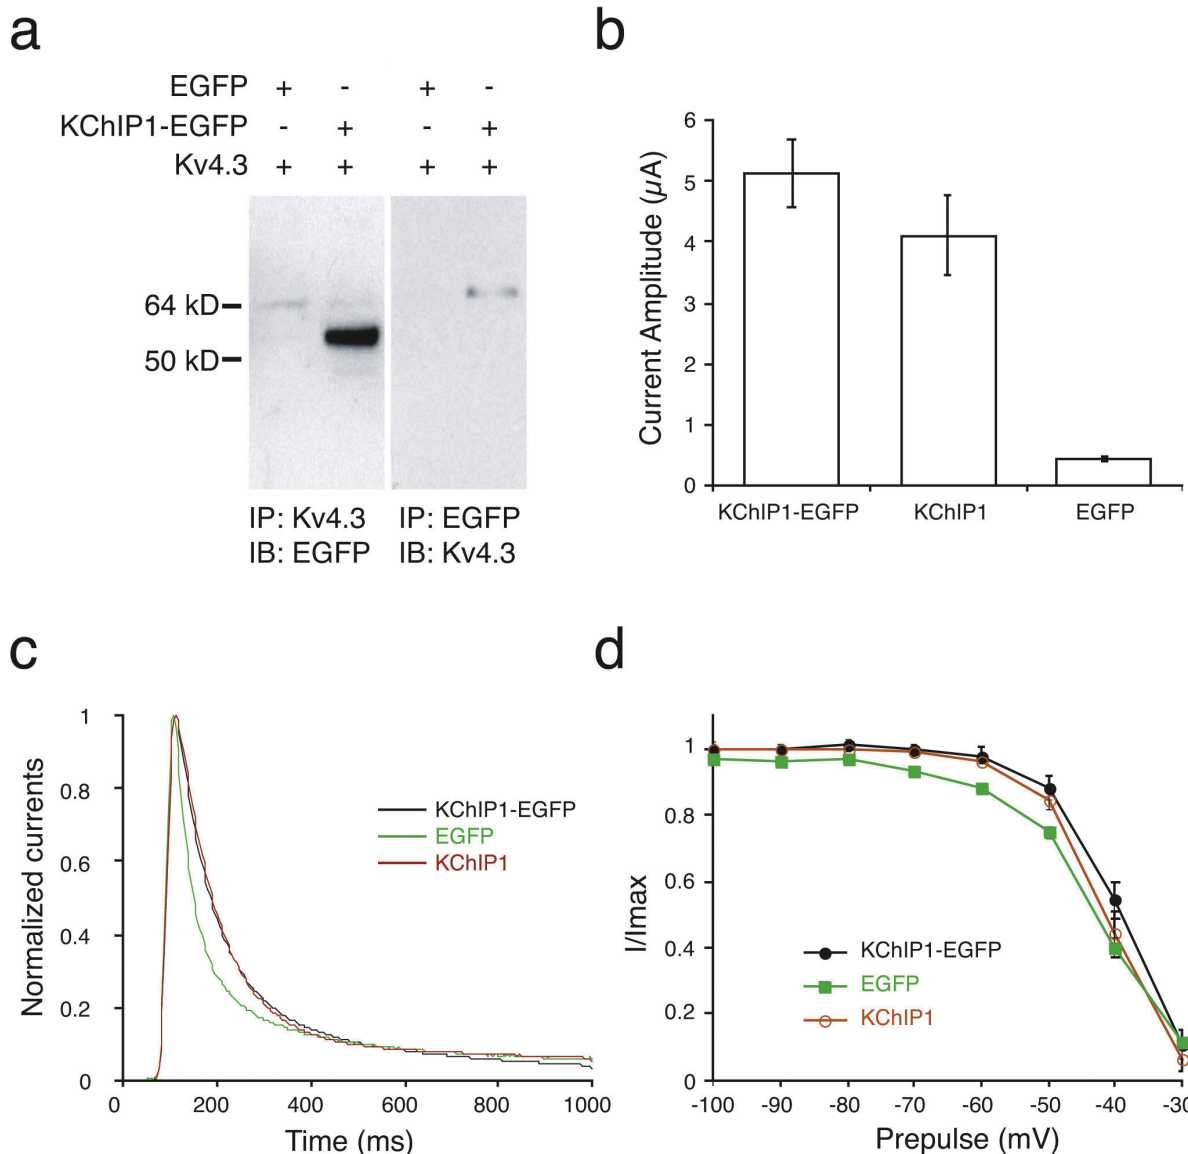 a
EGFP + - + -
KChIP1-EGFP - + - +
Kv4.3 + + + +
64 kD
50 kD
IP: Kv4.3 IP: EGFP
IB: EGFP IB: Kv4.3
b
Current Amplitude (μA)
6
5
4
3
2
1
0
KChIP1-EGFP KChIP1 EGFP
c
Normalized currents
1
0.8
0.6
0.4
0.2
0
KChIP1-EGFP
EGFP
KChIP1
0 200 400 600 800 1000
Time (ms)
d
I/Imax
1
0.8
0.6
0.4
0.2
0
KChIP1-EGFP
EGFP
KChIP1
-100 -90 -80 -70 -60 -50 -40 -30
Prepulse (mV)